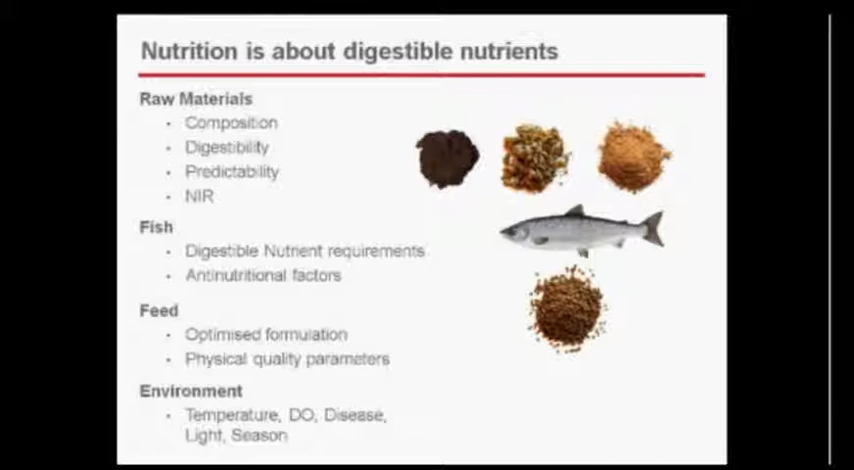 Nutrition is about digestible nutrients
Raw Materials
• Composition
• Digestibility
• Predictability
• NIR
Fish
• Digestible Nutrient requirements
• Antinutritional factors
Feed
• Optimised formulation
• Physical quality parameters
Environment
• Temperature, DO, Disease,
Light, Season